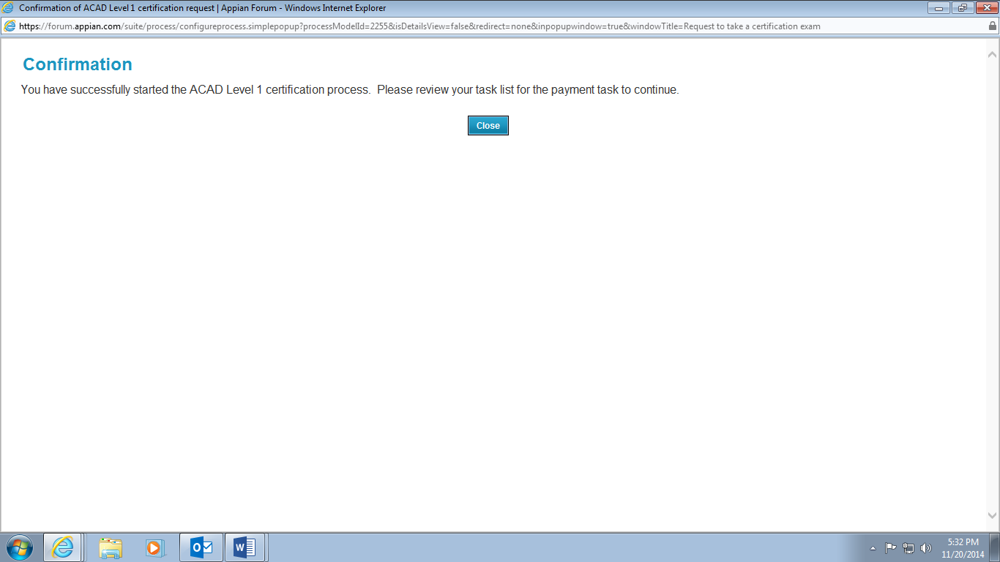 Confirmation of ACAD Level 1 certification request | Appian Forum - Windows Internet Explorer
https://forum.appian.com/suite/process/configureprocess.simplepopup?processModelId=2255&isDetailsView=false&redirect=none&inpopupwindow=true&windowTitle=Request to take a certification exam
Confirmation
You have successfully started the ACAD Level 1 certification process.  Please review your task list for the payment task to continue.
Close
5:32 PM
11/20/2014